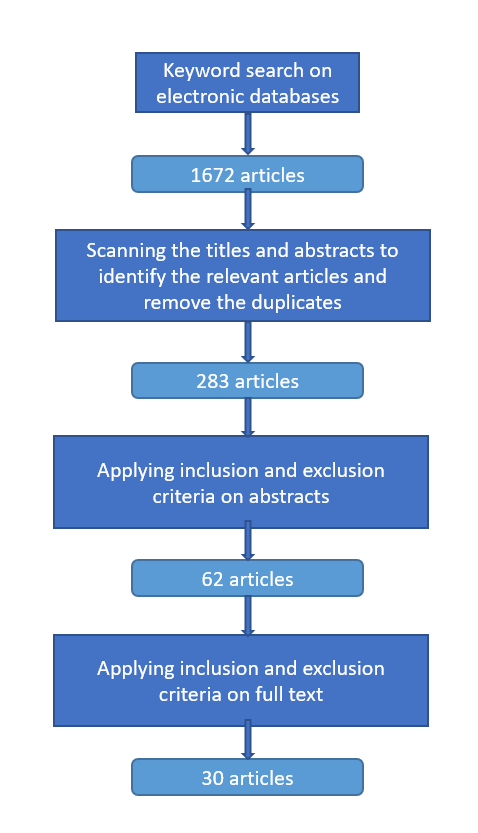 Keyword search on
electronic databases
1672 articles
Scanning the titles and abstracts to
identify the relevant articles and
remove the duplicates
283 articles
Applying inclusion and exclusion
criteria on abstracts
62 articles
Applying inclusion and exclusion
criteria on full text
30 articles